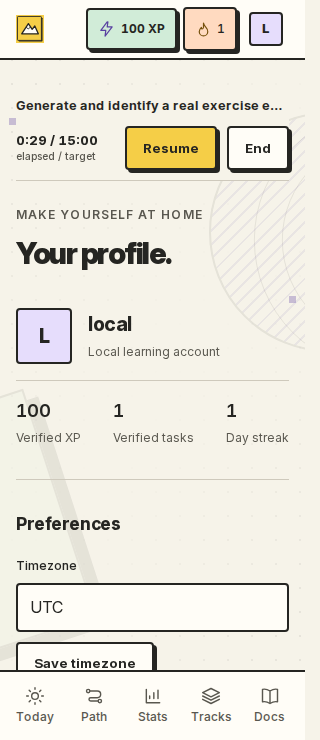 100 XP
1
L
Generate and identify a real exercise e...
0:29 / 15:00
elapsed / target
Resume
End
MAKE YOURSELF AT HOME
Your profile.
L
local
Local learning account
100
1
1
Verified XP
Verified tasks
Day streak
Preferences
Timezone
UTC
Save timezone
Today
Path
Stats
Tracks
Docs